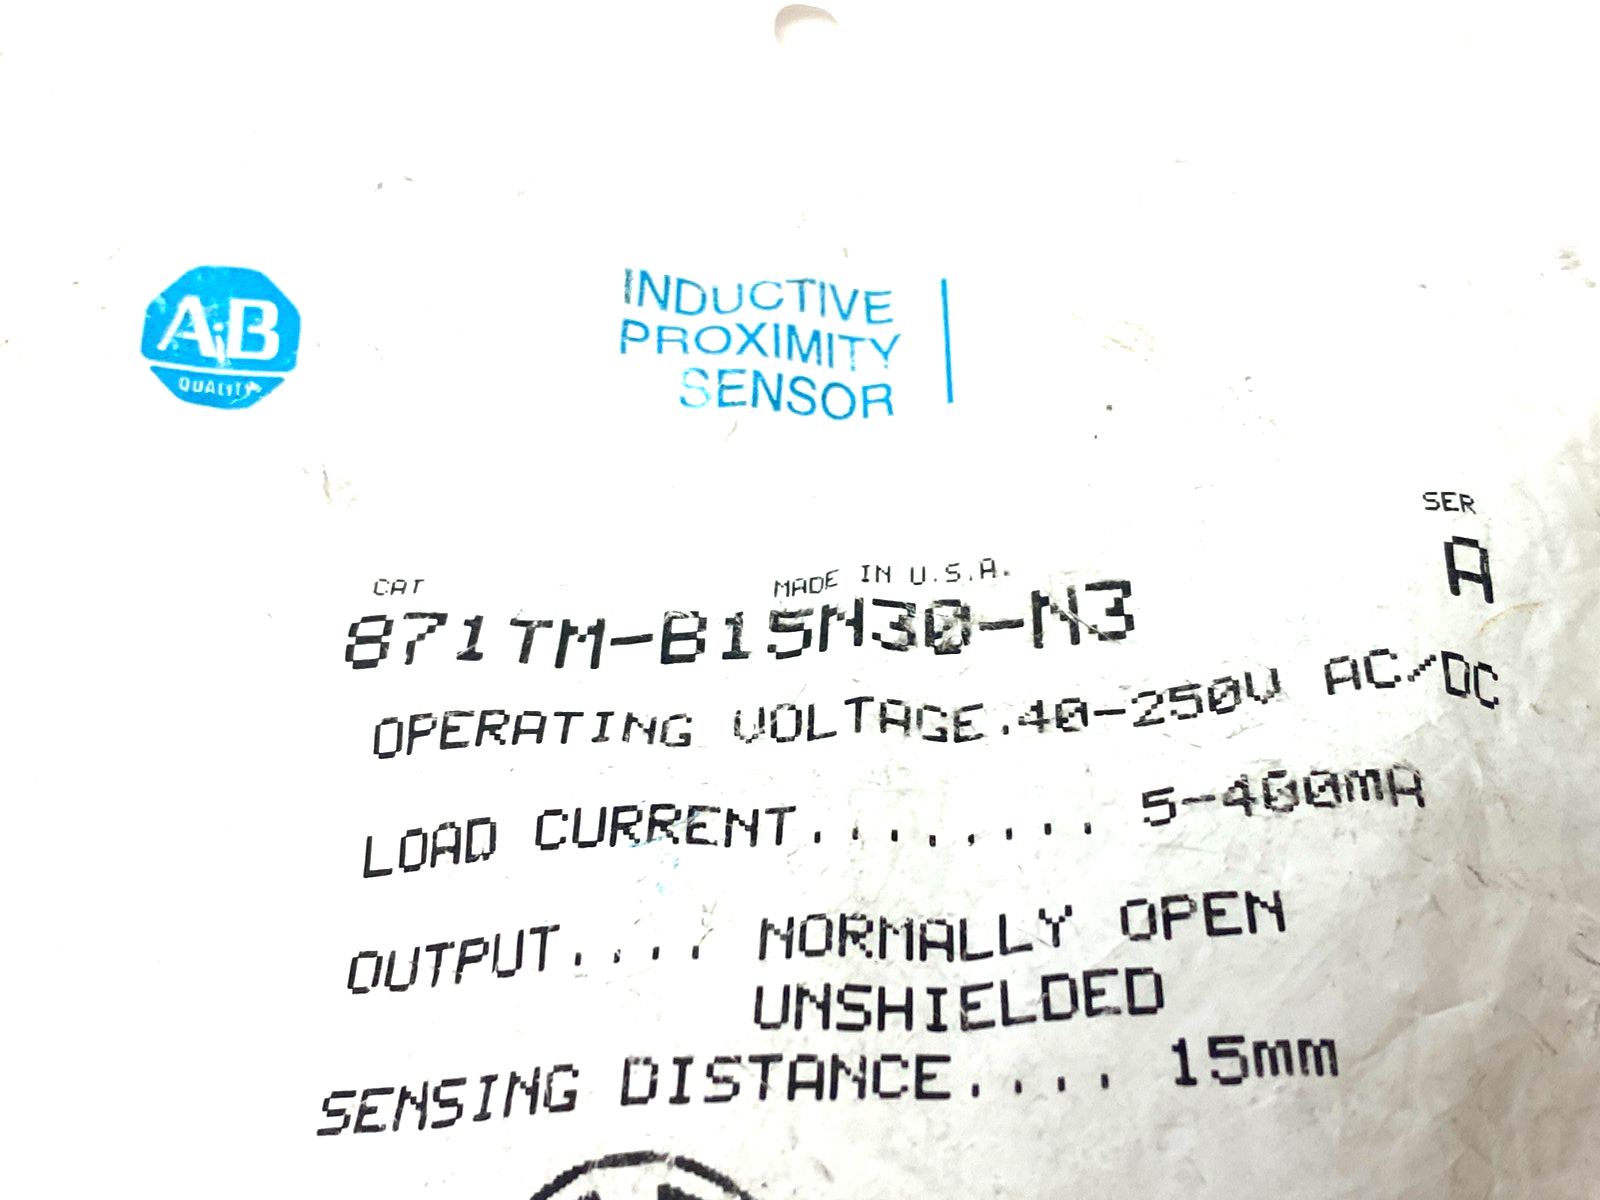 AB
QUALITY
INDUCTIVE
PROXIMITY
SENSOR
SER
A
CAT
MADE IN U.S.A.
871TM-B15N30-N3
OPERATING VOLTAGE.40-250V AC/DC
LOAD CURRENT........ 5-400mA
OUTPUT.... NORMALLY OPEN
UNSHIELDED
SENSING DISTANCE.... 15mm